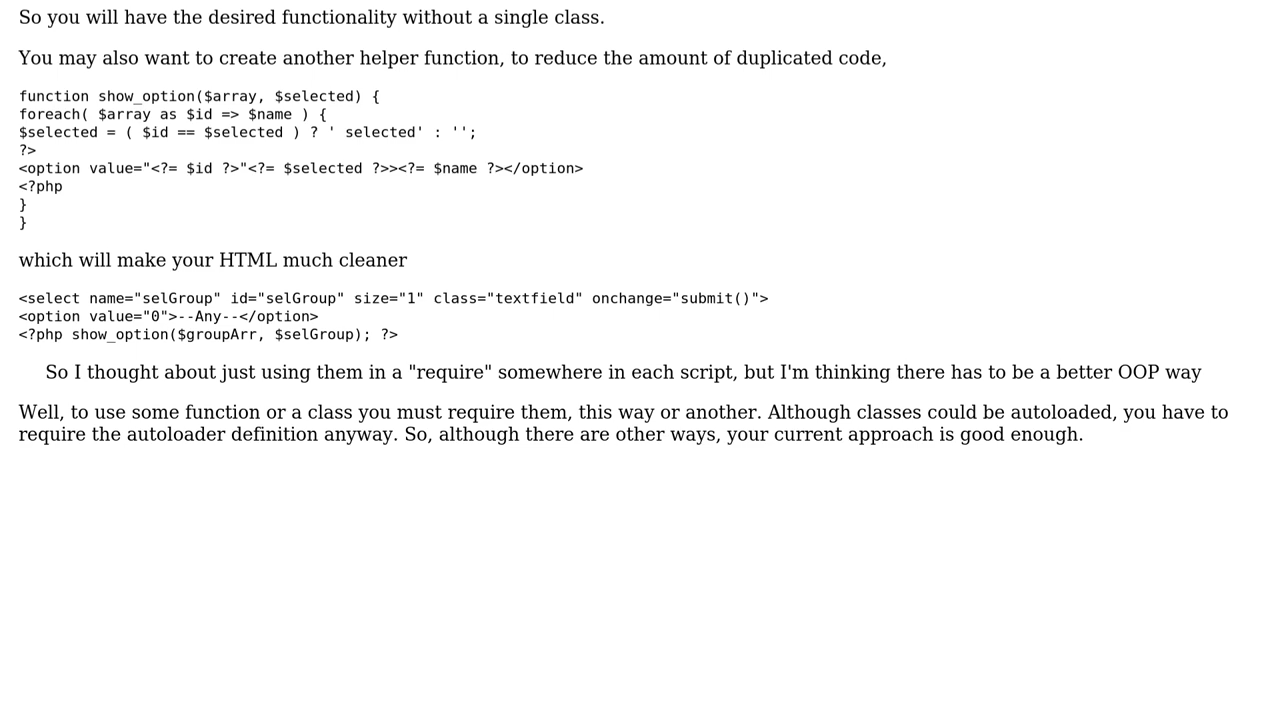 So you will have the desired functionality without a single class.
You may also want to create another helper function, to reduce the amount of duplicated code,
function show_option($array, $selected) {
foreach( $array as $id => $name ) {
$selected = ( $id == $selected ) ? ' selected' : '';
?>
<option value="<?= $id ?>"<?= $selected ?>><?= $name ?></option>
<?php
}
}
which will make your HTML much cleaner
<select name="selGroup" id="selGroup" size="1" class="textfield" onchange="submit()">
<option value="0">--Any--</option>
<?php show_option($groupArr, $selGroup); ?>
So I thought about just using them in a "require" somewhere in each script, but I'm thinking there has to be a better OOP way
Well, to use some function or a class you must require them, this way or another. Although classes could be autoloaded, you have to
require the autoloader definition anyway. So, although there are other ways, your current approach is good enough.